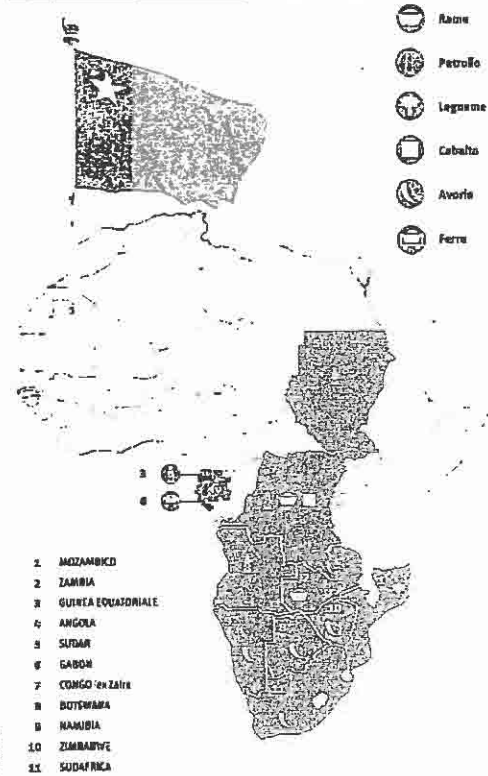 Rame
Petrolio
Legname
Cobalto
Avorio
Ferro
3
6
1 MOZAMBICO
2 ZAMBIA
3 GUINEA EQUATORIALE
4 ANGOLA
5 SUDAN
6 GABON
7 CONGO ex Zaire
8 BOTSWANA
9 NAMIBIA
10 ZIMBABWE
11 SUDAFRICA